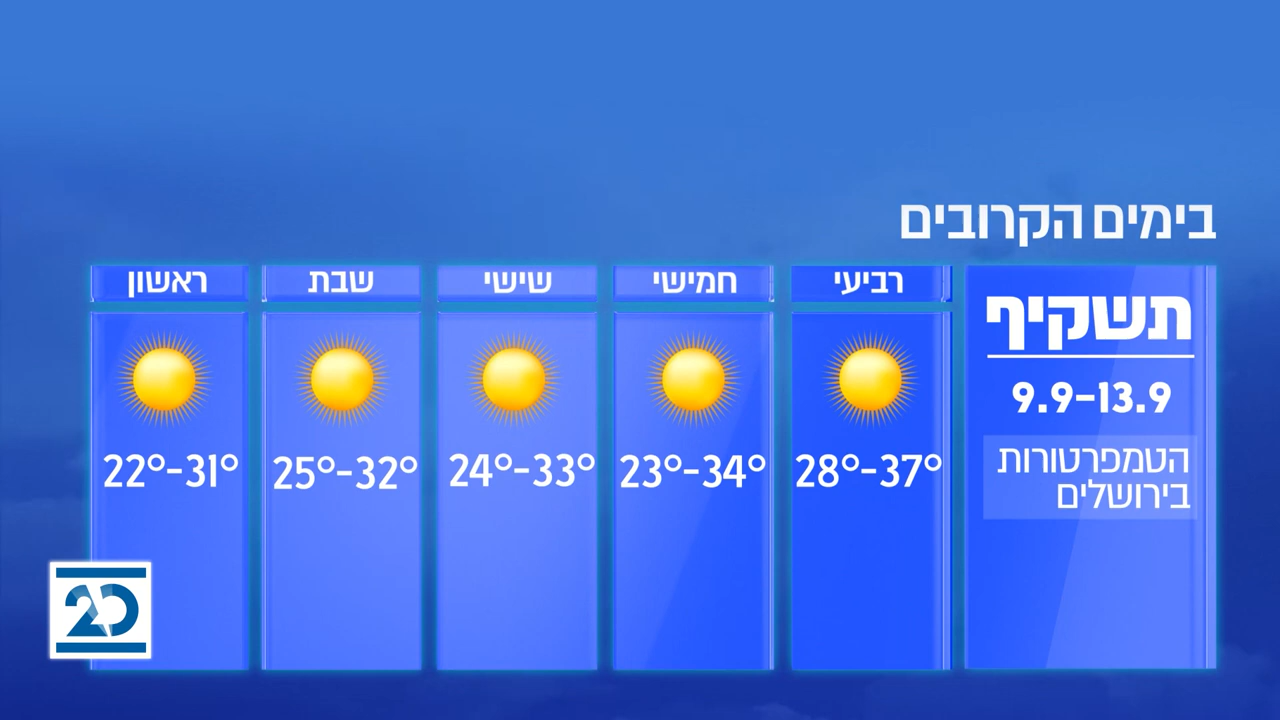 בימים הקרובים
תשקיף
9.9-13.9
הטמפרטורות
בירושלים
רביעי
28°-37°
חמישי
23°-34°
שישי
24°-33°
שבת
25°-32°
ראשון
22°-31°
20